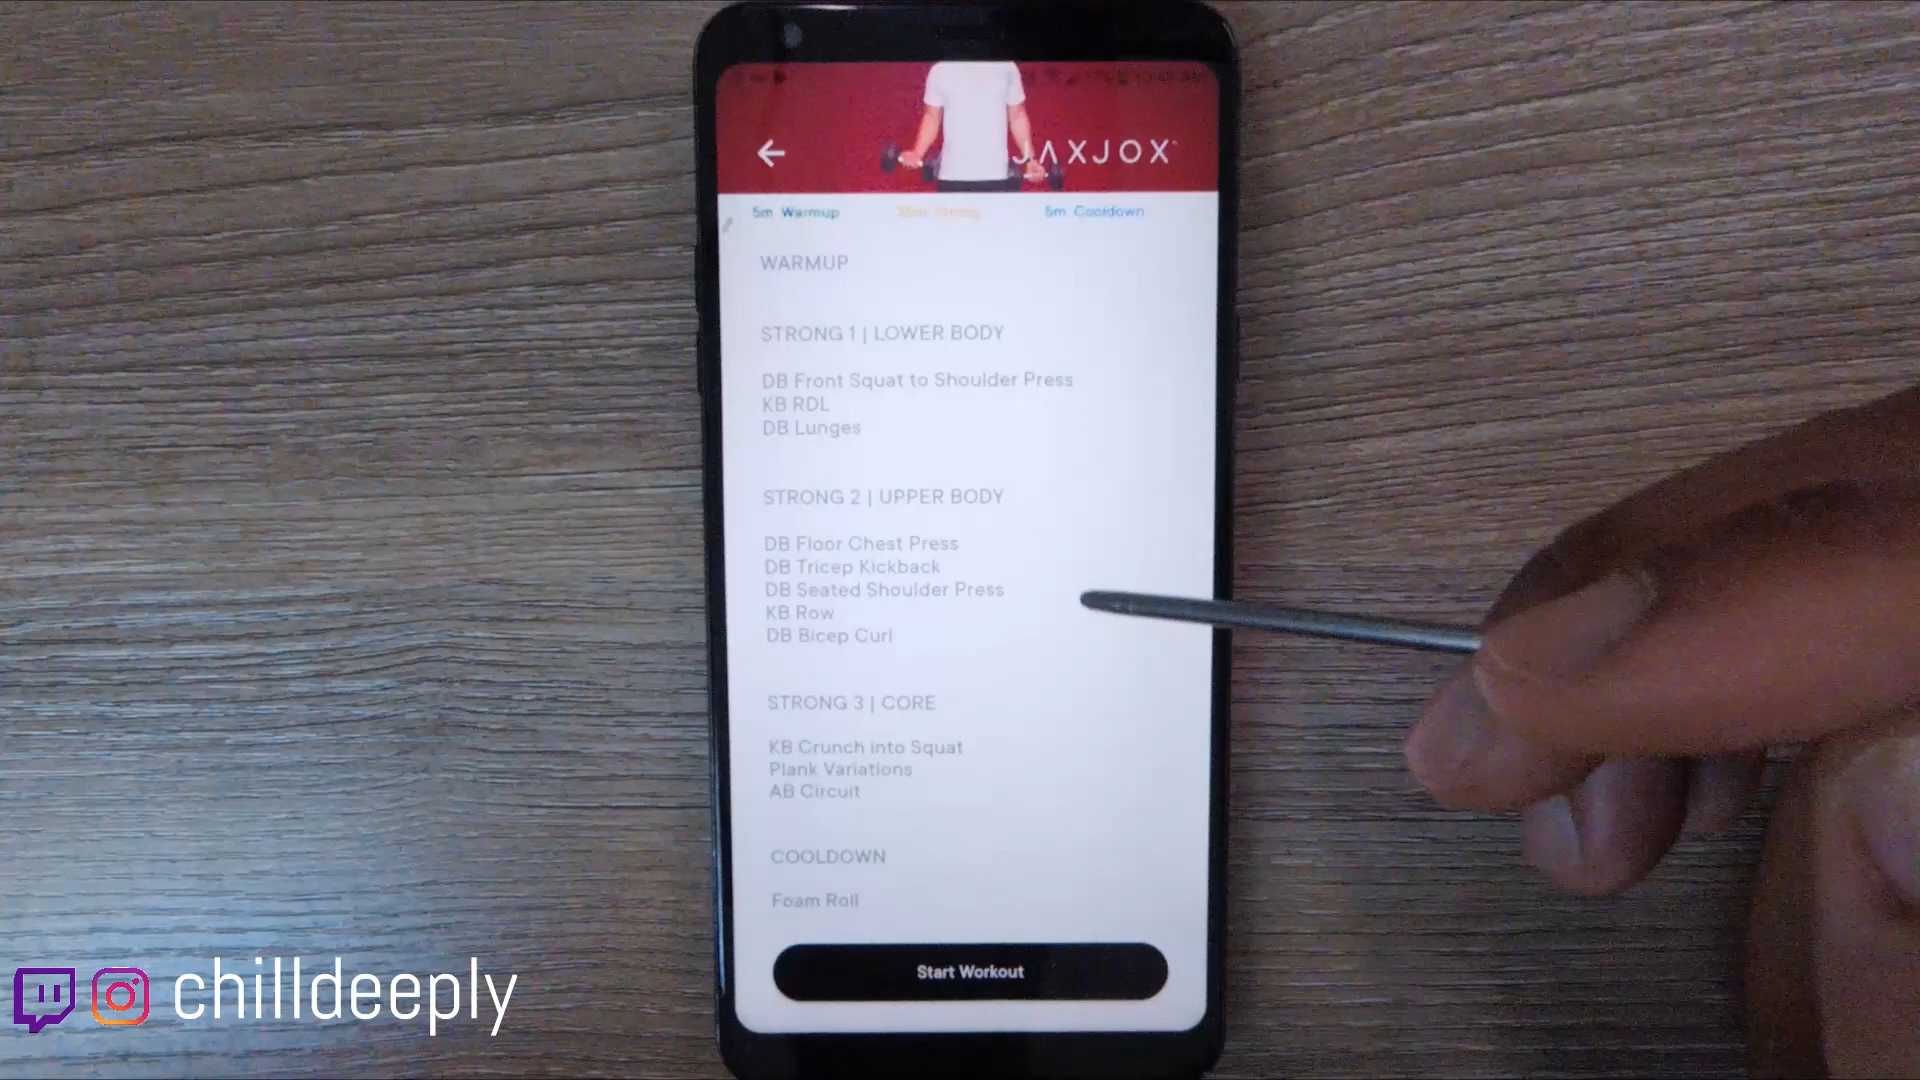 JAXJOX
5m Warmup
Strong
5m Cooldown
WARMUP
STRONG 1 | LOWER BODY
DB Front Squat to Shoulder Press
KB RDL
DB Lunges
STRONG 2 | UPPER BODY
DB Floor Chest Press
DB Tricep Kickback
DB Seated Shoulder Press
KB Row
DB Bicep Curl
STRONG 3 | CORE
KB Crunch into Squat
Plank Variations
AB Circuit
COOLDOWN
Foam Roll
Start Workout
chilldeeply